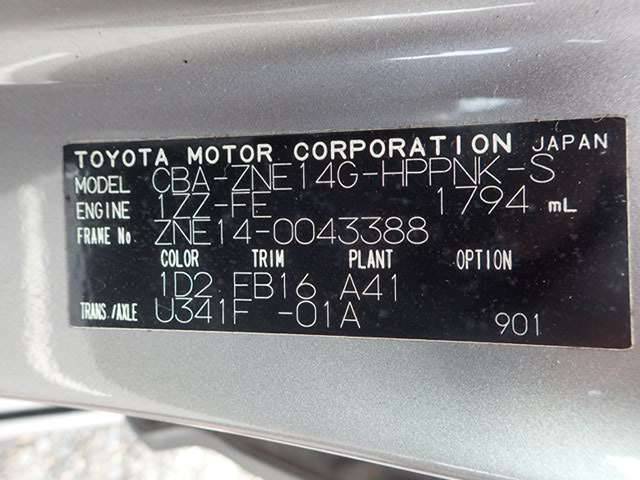 TOYOTA MOTOR CORPORATION JAPAN
MODEL CBA-ZNE14G-HPPNK-S
ENGINE 1ZZ-FE 1794 mL
FRAME No ZNE14-0043388
COLOR TRIM PLANT OPTION
1D2 FB16 A41
TRANS./AXLE U341F -01A 901